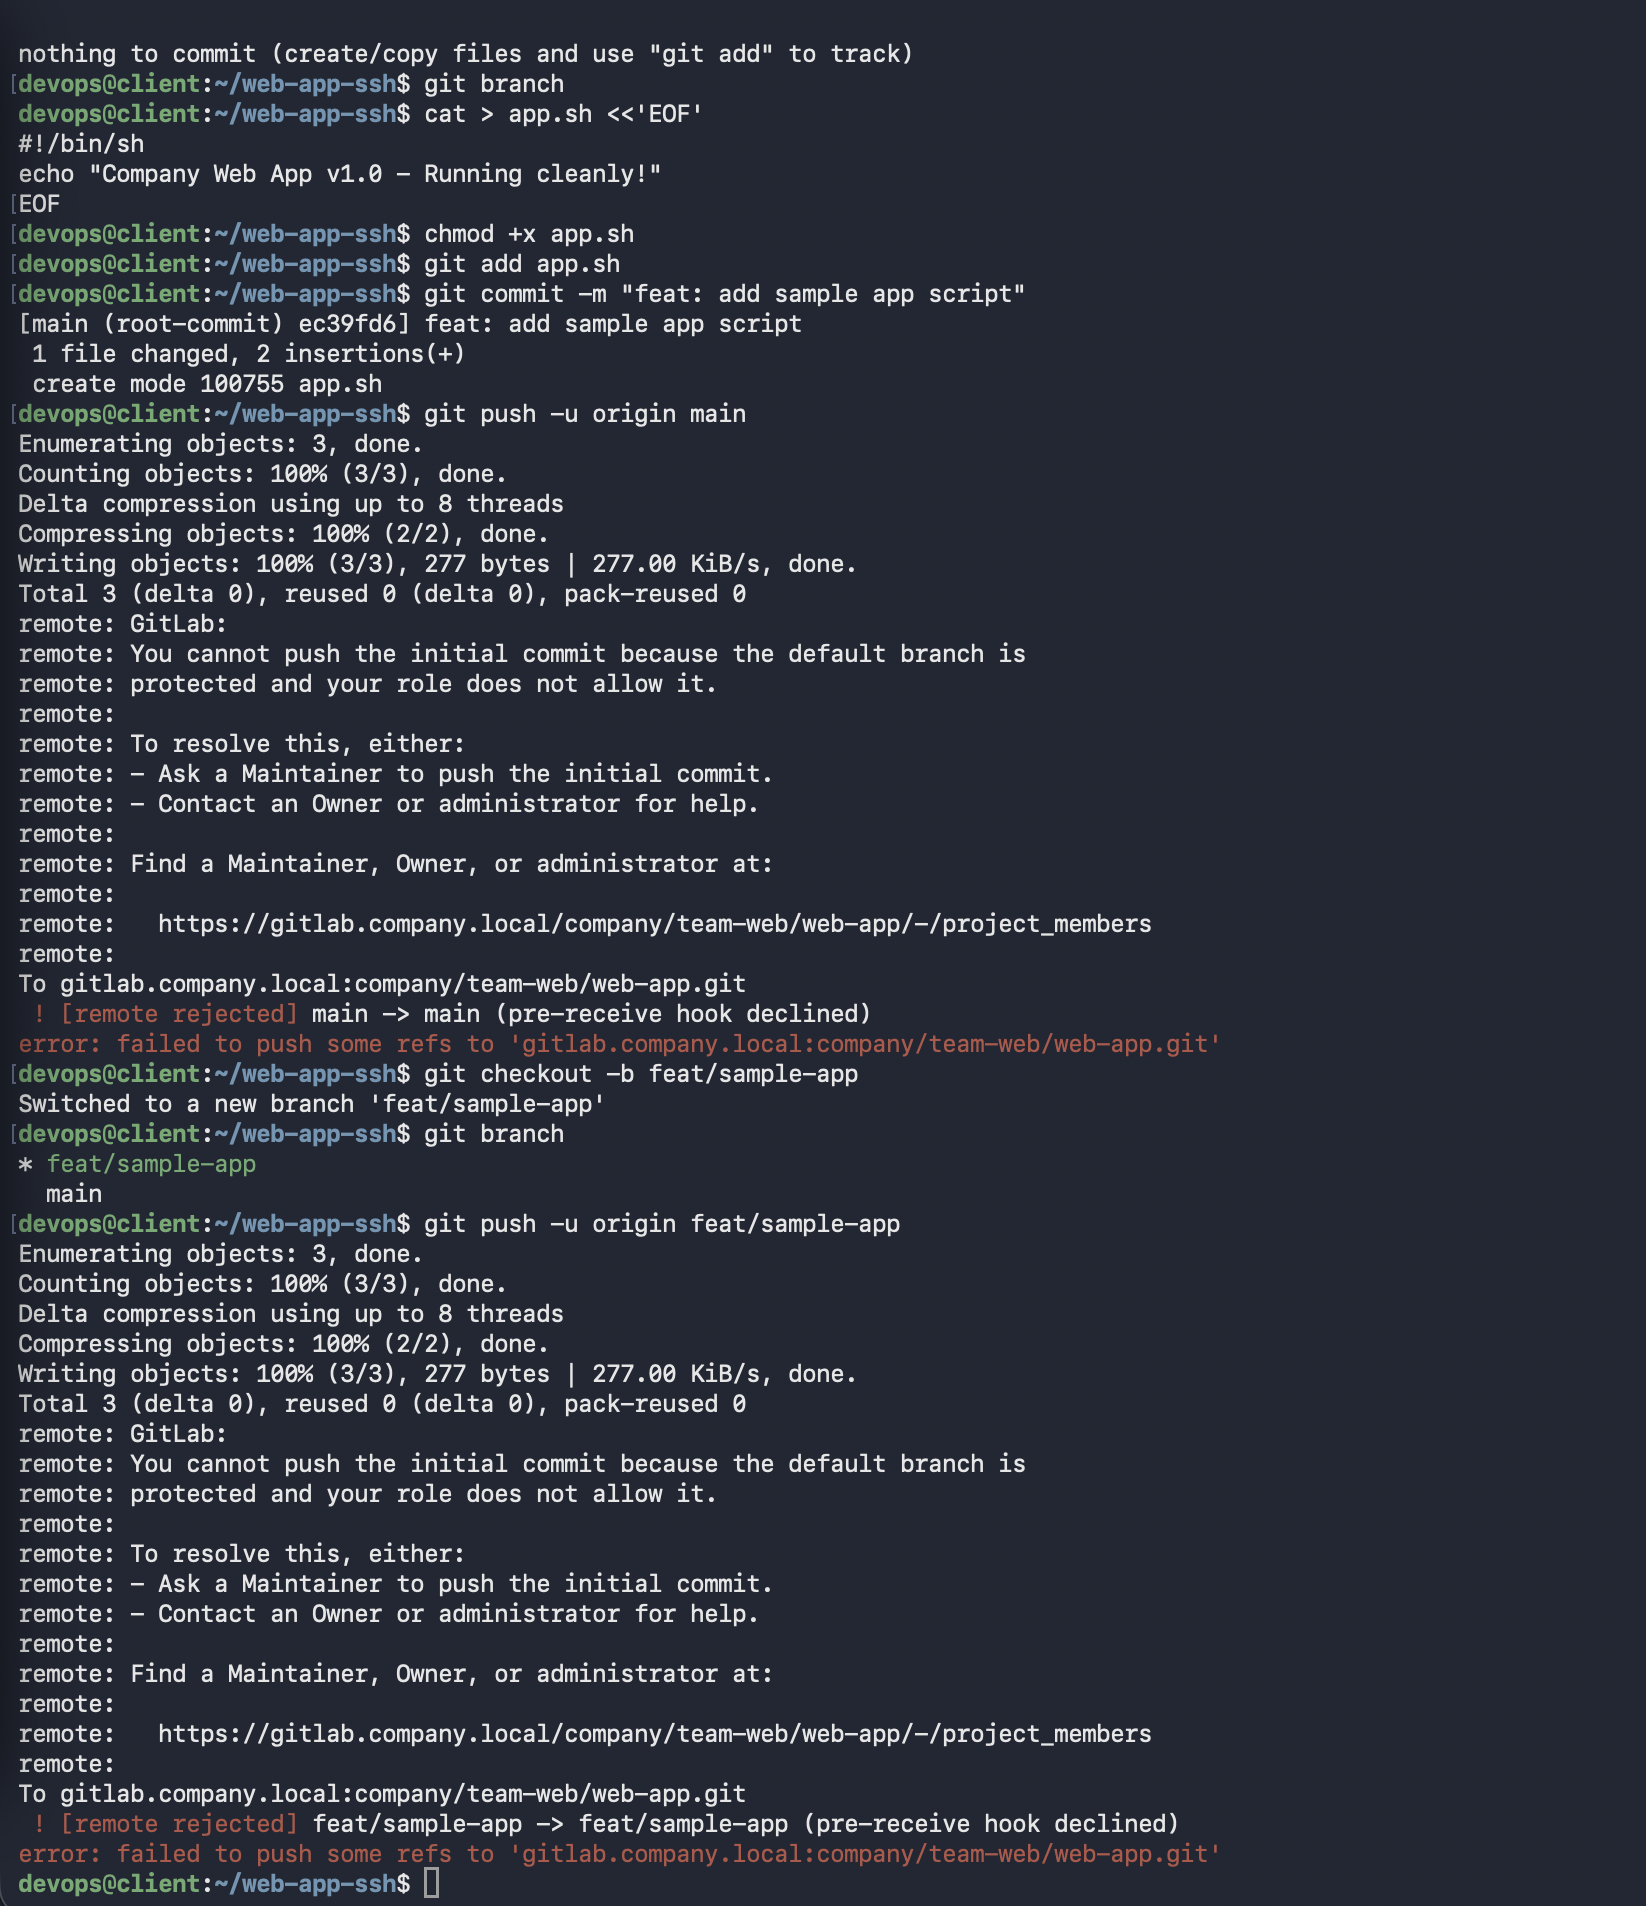 nothing to commit (create/copy files and use "git add" to track)
[devops@client:~/web-app-ssh$ git branch
devops@client:~/web-app-ssh$ cat > app.sh <<'EOF'
#!/bin/sh
echo "Company Web App v1.0 – Running cleanly!"
[EOF
[devops@client:~/web-app-ssh$ chmod +x app.sh
[devops@client:~/web-app-ssh$ git add app.sh
[devops@client:~/web-app-ssh$ git commit -m "feat: add sample app script"
[main (root-commit) ec39fd6] feat: add sample app script
 1 file changed, 2 insertions(+)
 create mode 100755 app.sh
[devops@client:~/web-app-ssh$ git push -u origin main
Enumerating objects: 3, done.
Counting objects: 100% (3/3), done.
Delta compression using up to 8 threads
Compressing objects: 100% (2/2), done.
Writing objects: 100% (3/3), 277 bytes | 277.00 KiB/s, done.
Total 3 (delta 0), reused 0 (delta 0), pack-reused 0
remote: GitLab:
remote: You cannot push the initial commit because the default branch is
remote: protected and your role does not allow it.
remote:
remote: To resolve this, either:
remote: - Ask a Maintainer to push the initial commit.
remote: - Contact an Owner or administrator for help.
remote:
remote: Find a Maintainer, Owner, or administrator at:
remote:
remote:   https://gitlab.company.local/company/team-web/web-app/-/project_members
remote:
To gitlab.company.local:company/team-web/web-app.git
 ! [remote rejected] main -> main (pre-receive hook declined)
error: failed to push some refs to 'gitlab.company.local:company/team-web/web-app.git'
[devops@client:~/web-app-ssh$ git checkout -b feat/sample-app
Switched to a new branch 'feat/sample-app'
[devops@client:~/web-app-ssh$ git branch
* feat/sample-app
  main
[devops@client:~/web-app-ssh$ git push -u origin feat/sample-app
Enumerating objects: 3, done.
Counting objects: 100% (3/3), done.
Delta compression using up to 8 threads
Compressing objects: 100% (2/2), done.
Writing objects: 100% (3/3), 277 bytes | 277.00 KiB/s, done.
Total 3 (delta 0), reused 0 (delta 0), pack-reused 0
remote: GitLab:
remote: You cannot push the initial commit because the default branch is
remote: protected and your role does not allow it.
remote:
remote: To resolve this, either:
remote: - Ask a Maintainer to push the initial commit.
remote: - Contact an Owner or administrator for help.
remote:
remote: Find a Maintainer, Owner, or administrator at:
remote:
remote:   https://gitlab.company.local/company/team-web/web-app/-/project_members
remote:
To gitlab.company.local:company/team-web/web-app.git
 ! [remote rejected] feat/sample-app -> feat/sample-app (pre-receive hook declined)
error: failed to push some refs to 'gitlab.company.local:company/team-web/web-app.git'
devops@client:~/web-app-ssh$